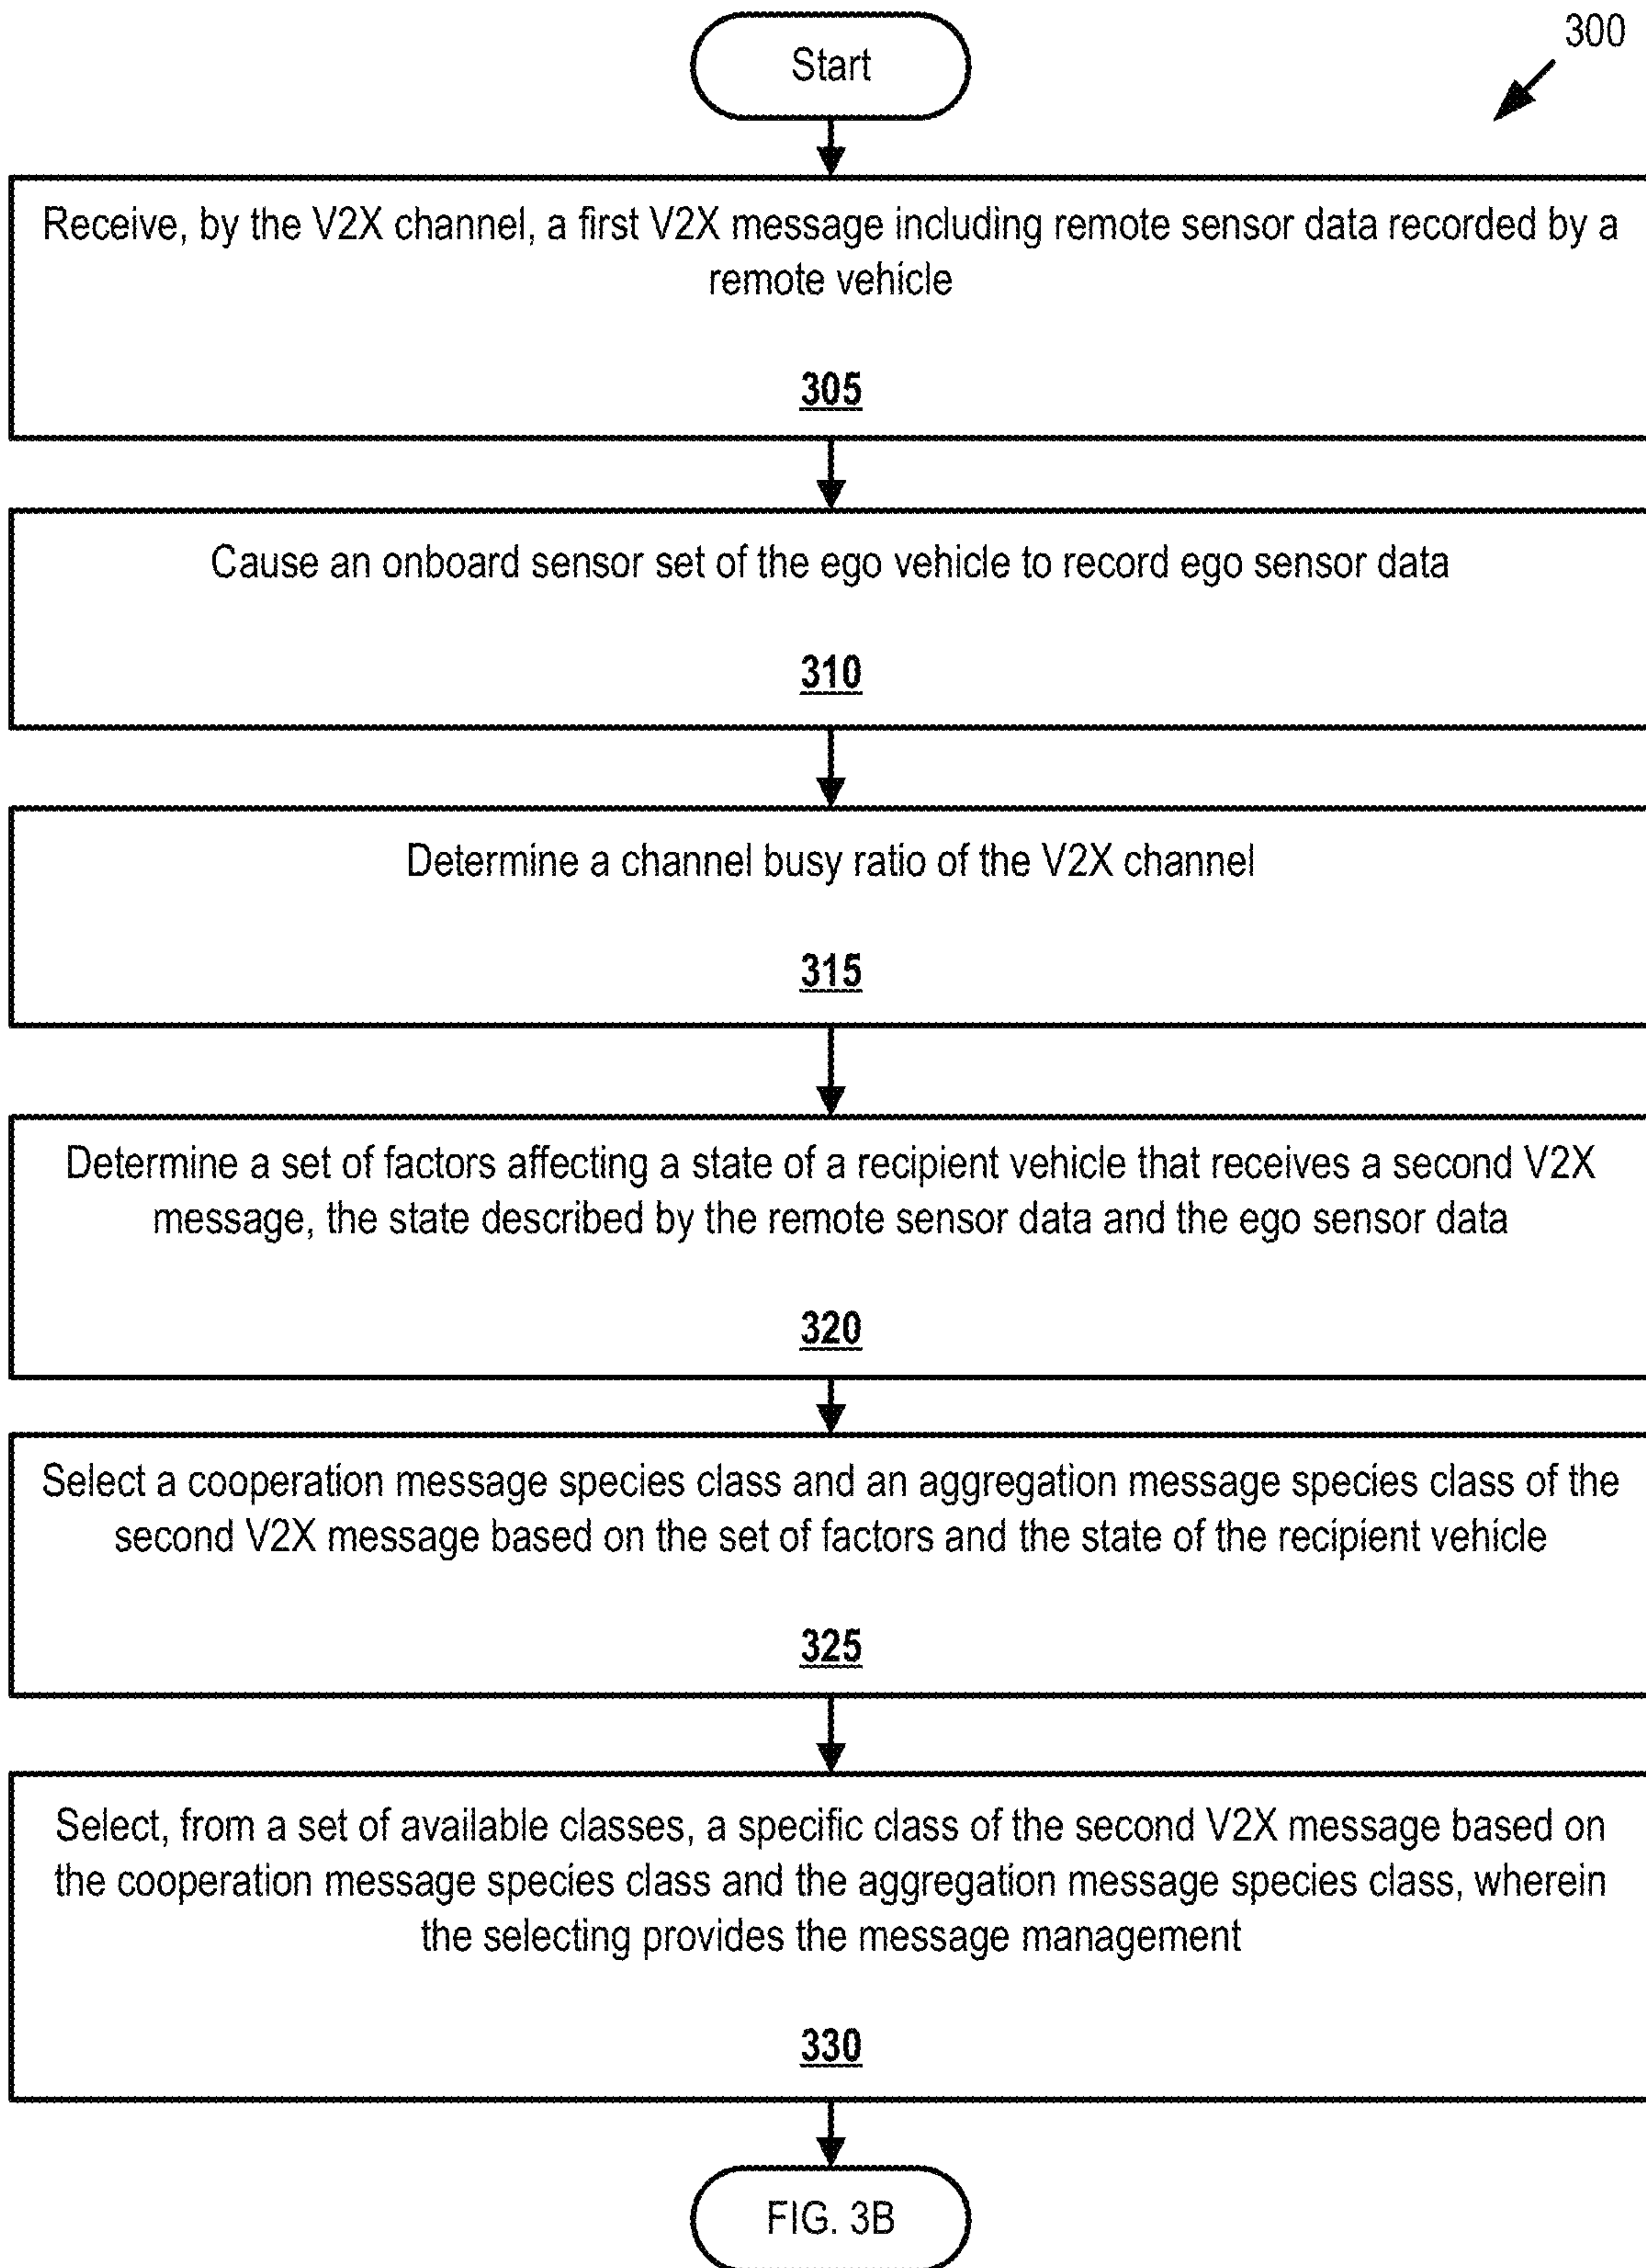 Start
300
Receive, by the V2X channel, a first V2X message including remote sensor data recorded by a
remote vehicle
305
Cause an onboard sensor set of the ego vehicle to record ego sensor data
310
Determine a channel busy ratio of the V2X channel
315
Determine a set of factors affecting a state of a recipient vehicle that receives a second V2X
message, the state described by the remote sensor data and the ego sensor data
320
Select a cooperation message species class and an aggregation message species class of the
second V2X message based on the set of factors and the state of the recipient vehicle
325
Select, from a set of available classes, a specific class of the second V2X message based on
the cooperation message species class and the aggregation message species class, wherein
the selecting provides the message management
330
FIG. 3B